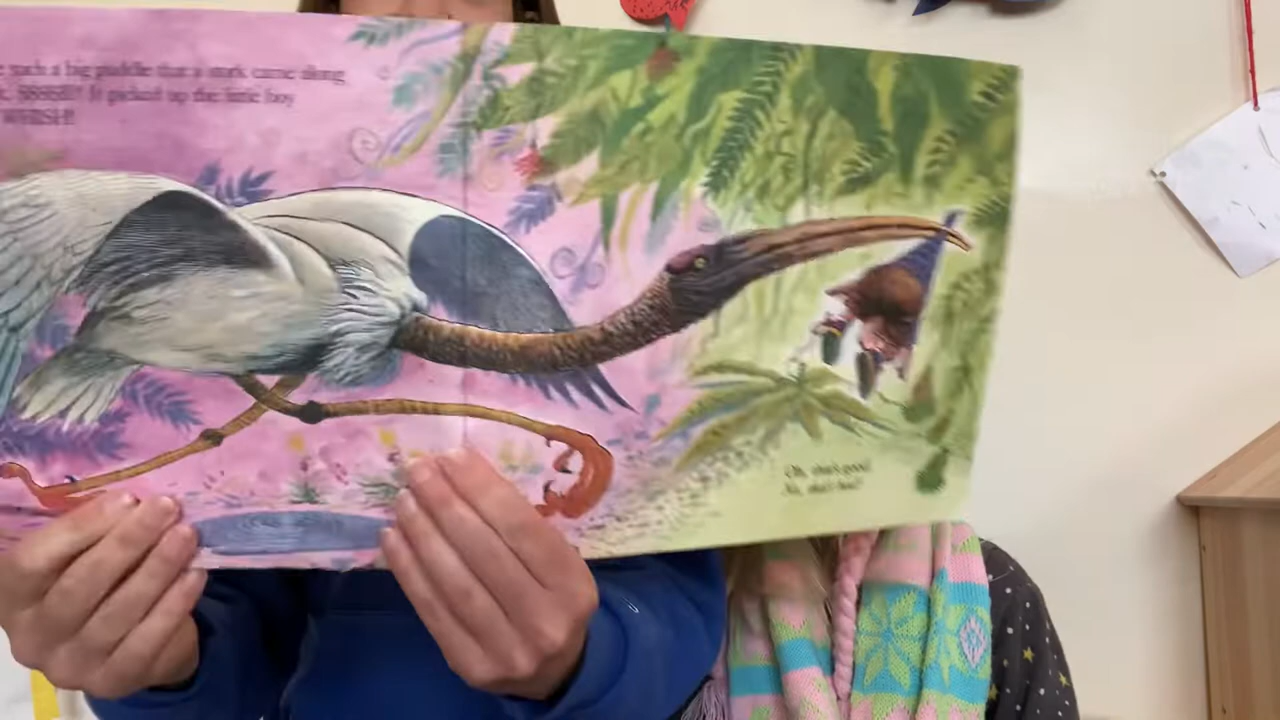 such a big puddle that a stork came along
It picked up the little boy
WHISH!
Oh, that's good.
No, that's bad!